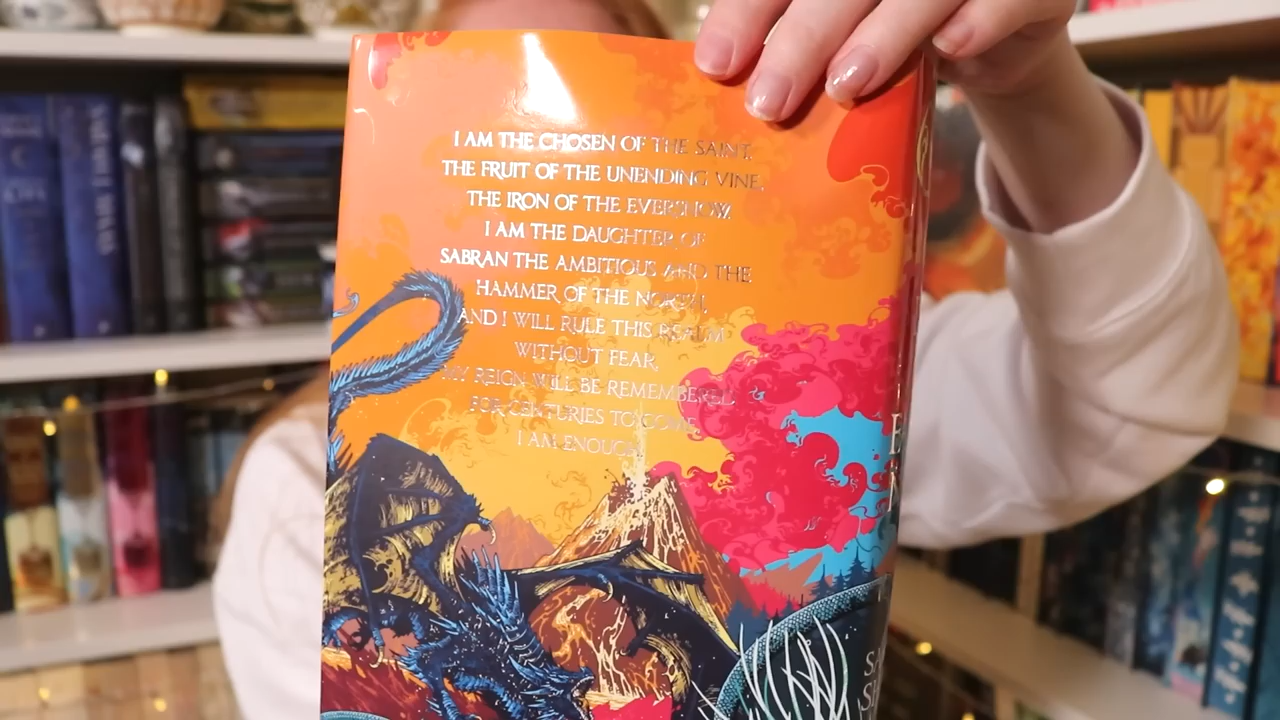 I AM THE CHOSEN OF THE SAINT,
THE FRUIT OF THE UNENDING VINE,
THE IRON OF THE EVERSNOW.
I AM THE DAUGHTER OF
SABRAN THE AMBITIOUS AND THE
HAMMER OF THE NORTH,
AND I WILL RULE THIS REALM
WITHOUT FEAR,
MY REIGN WILL BE REMEMBERED
FOR CENTURIES TO COME.
I AM ENOUGH.